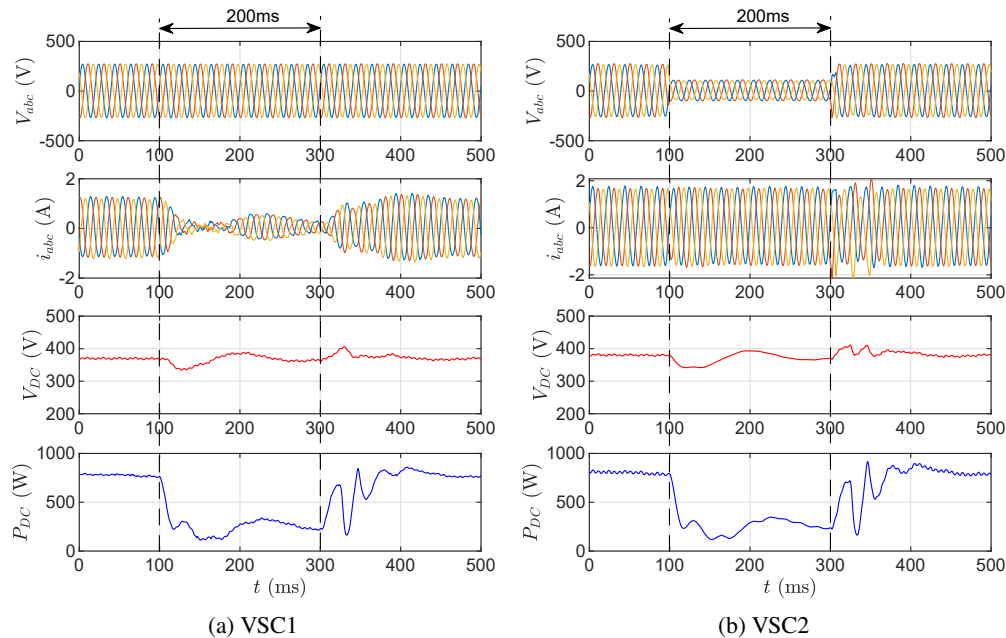 200ms 200ms
500 0 -500 V_abc (V) 0 100 200 300 400 500
500 0 -500 V_abc (V) 0 100 200 300 400 500
2 0 -2 i_abc (A) 0 100 200 300 400 500
2 0 -2 i_abc (A) 0 100 200 300 400 500
500 400 300 200 V_DC (V) 0 100 200 300 400 500
500 400 300 200 V_DC (V) 0 100 200 300 400 500
1000 500 0 P_DC (W) 0 100 200 300 400 500
1000 500 0 P_DC (W) 0 100 200 300 400 500
t (ms) t (ms)
(a) VSC1 (b) VSC2